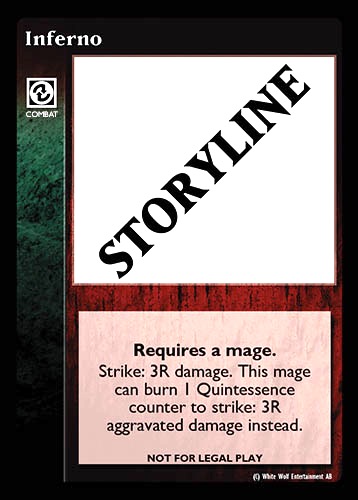 Inferno
COMBAT
STORYLINE
Requires a mage.
Strike: 3R damage. This mage
can burn 1 Quintessence
counter to strike: 3R
aggravated damage instead.
NOT FOR LEGAL PLAY
(C) White Wolf Entertainment AB